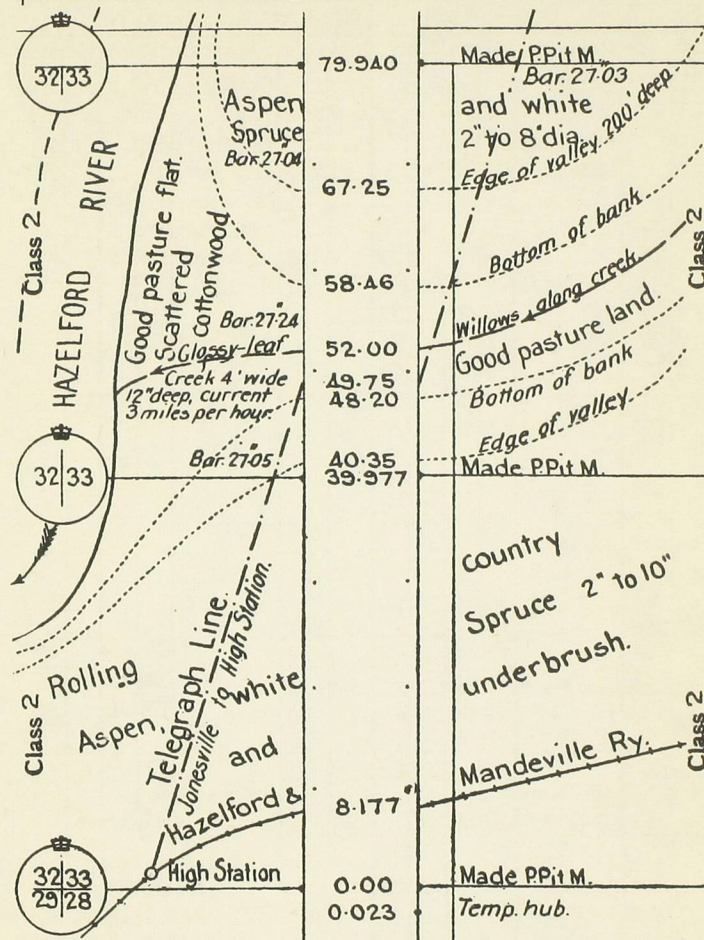 32 33
79.940
Made P.Pit M.
Bar. 27.03
Aspen
Spruce
Bar. 27.04
and white
2" to 8" dia.
Edge of valley 200' deep
67.25
Class 2
HAZELFORD RIVER
Good pasture flat.
Scattered
Cottonwood
Bottom of bank
58.46
Class 2
Bar. 27.24
Glossy-leaf
Willows along creek
52.00
Good pasture land.
Creek 4' wide
12" deep, current
3 miles per hour.
49.75
48.20
Bottom of bank
Edge of valley
Bar. 27.05
40.35
39.977
Made P.Pit M.
32 33
Country
Spruce 2" to 10"
underbrush.
Telegraph Line
Jonesville to High Station.
Rolling
Aspen, white
and
Class 2
Class 2
Hazelford &
8.177
Mandeville Ry.
32 33
29 28
High Station
0.00
Made P.Pit M.
0.023
Temp. hub.